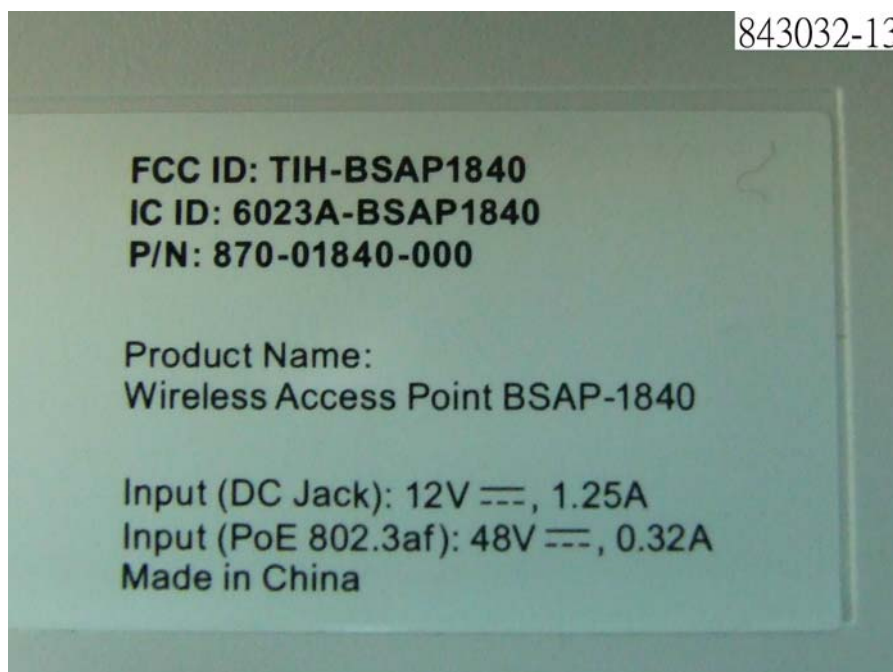 843032-13
FCC ID: TIH-BSAP1840
IC ID: 6023A-BSAP1840
P/N: 870-01840-000
Product Name:
Wireless Access Point BSAP-1840
Input (DC Jack): 12V ⎓, 1.25A
Input (PoE 802.3af): 48V ⎓, 0.32A
Made in China